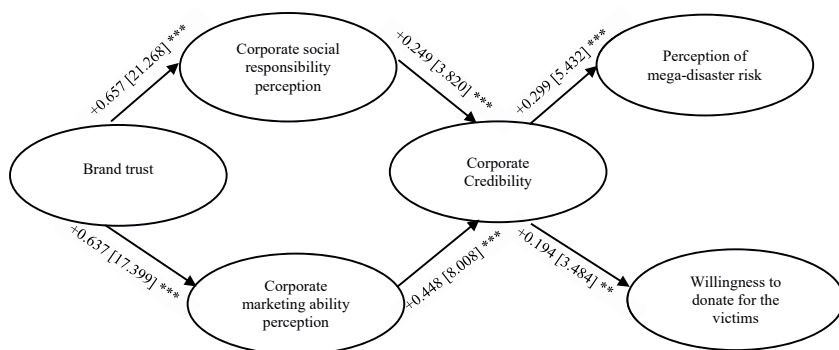 Corporate social
responsibility
perception
+0.657 [21.268] ***
+0.249 [3.820] ***
+0.299 [5.432] ***
Perception of
mega-disaster risk
Brand trust
Corporate
Credibility
+0.637 [17.399] ***
Corporate
marketing ability
perception
+0.448 [8.008] ***
+0.194 [3.484] **
Willingness to
donate for the
victims